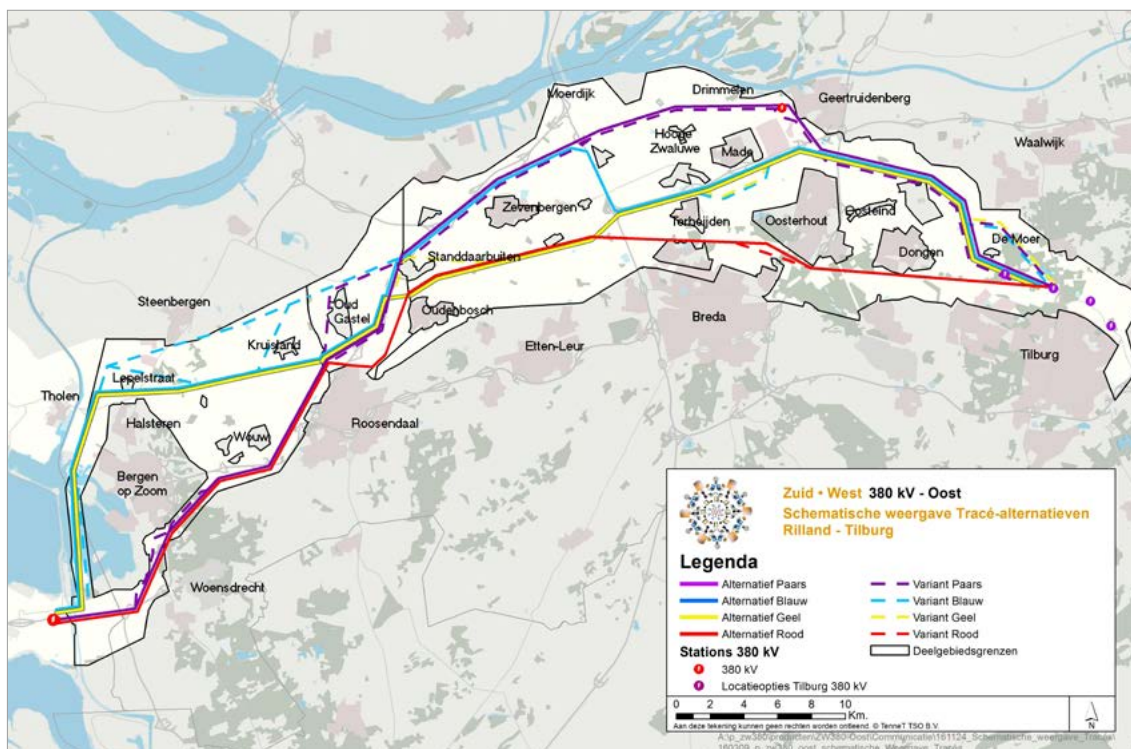 Moerdijk
Drimmelen
Geertruidenberg
Hooge
Zwaluwe
Made
Waalwijk
Zevenbergen
Terheijden
Oosterhout
Oosteind
Dongen
De Moer
Standdaarbuiten
Steenbergen
Oud
Gastel
Oudenbosch
Kruisland
Breda
Etten-Leur
Tilburg
Lepelstraat
Tholen
Halsteren
Roosendaal
Wouw
Bergen
op Zoom
Woensdrecht
Zuid • West 380 kV - Oost
Schematische weergave Tracé-alternatieven
Rilland - Tilburg
Legenda
Alternatief Paars
Variant Paars
Alternatief Blauw
Variant Blauw
Alternatief Geel
Variant Geel
Alternatief Rood
Variant Rood
Stations 380 kV
Deelgebiedsgrenzen
380 kV
Locatieopties Tilburg 380 kV
0 2 4 6 8 10
Km.
Aan deze tekening kunnen geen rechten worden ontleend. © TenneT TSO B.V.
N